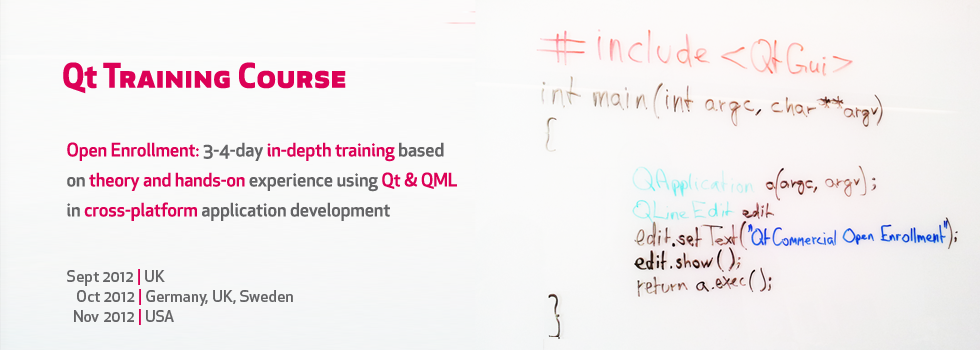 Qt Training Course
Open Enrollment: 3-4-day in-depth training based
on theory and hands-on experience using Qt & QML
in cross-platform application development
Sept 2012 | UK
Oct 2012 | Germany, UK, Sweden
Nov 2012 | USA
#include <QtGui>
int main(int argc, char**argv)
{
QApplication a(argc, argv);
QLineEdit edit
edit.setText("Qt Commercial Open Enrollment");
edit.show();
return a.exec();
}